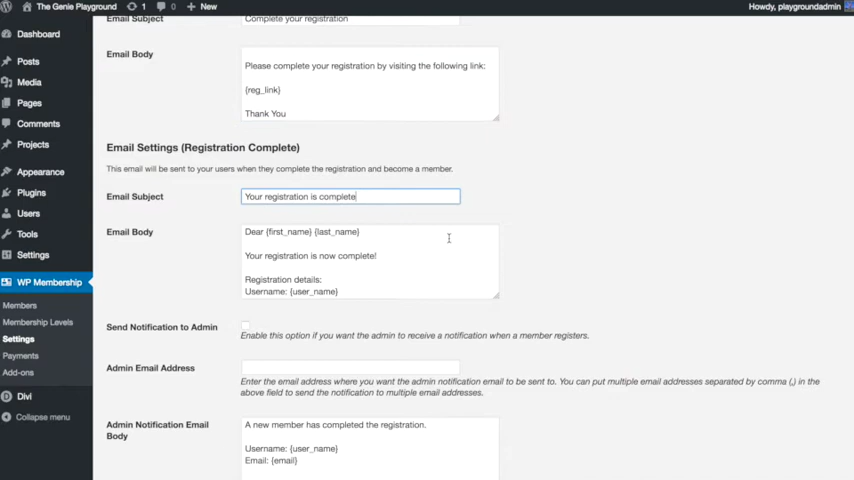 The Genie Playground
1
0
New
Howdy, playgroundadmin
Dashboard
Posts
Media
Pages
Comments
Projects
Appearance
Plugins
Users
Tools
Settings
WP Membership
Members
Membership Levels
Settings
Payments
Add-ons
Divi
Collapse menu
Email Subject
Complete your registration
Email Body
Please complete your registration by visiting the following link:
{reg_link}
Thank You
Email Settings (Registration Complete)
This email will be sent to your users when they complete the registration and become a member.
Email Subject
Your registration is complete
Email Body
Dear {first_name} {last_name}
Your registration is now complete!
Registration details:
Username: {user_name}
Send Notification to Admin
Enable this option if you want the admin to receive a notification when a member registers.
Admin Email Address
Enter the email address where you want the admin notification email to be sent to. You can put multiple email addresses separated by comma (,) in the
above field to send the notification to multiple email addresses.
Admin Notification Email
Body
A new member has completed the registration.
Username: {user_name}
Email: {email}